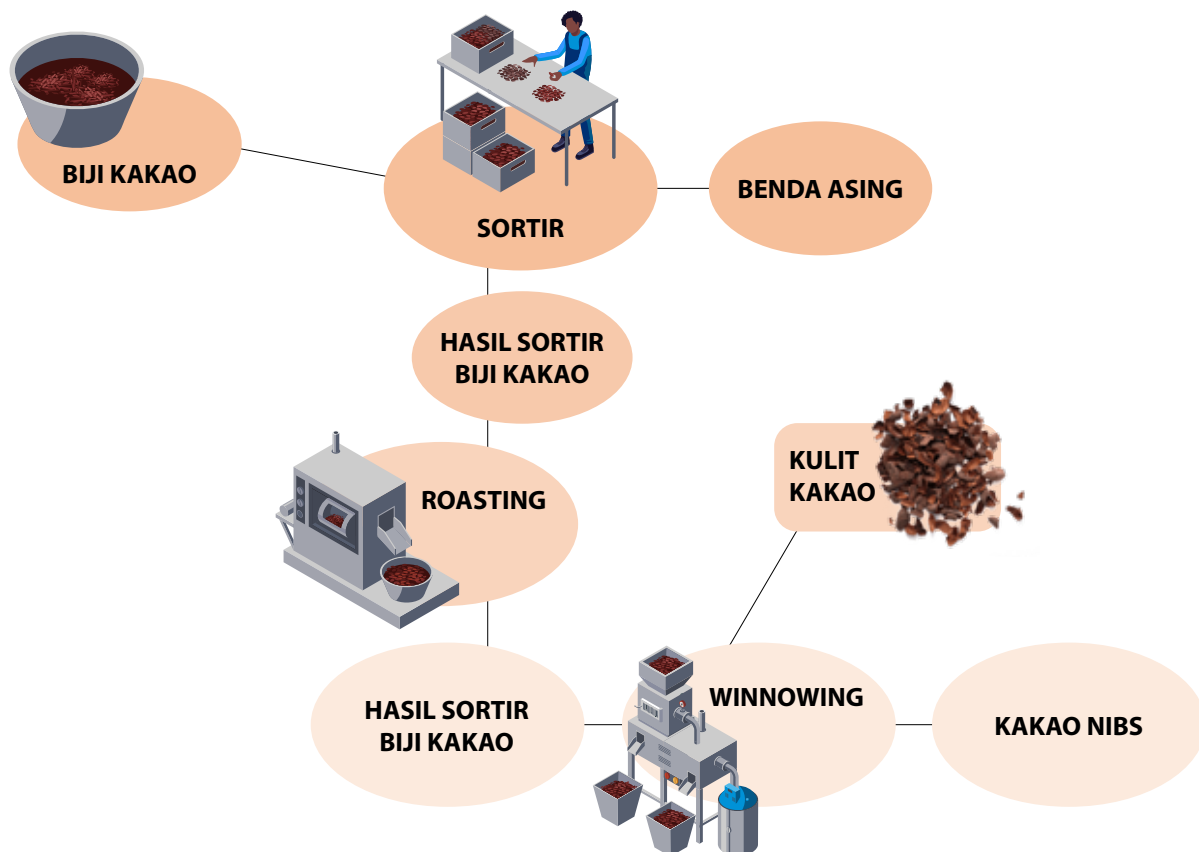 BIJI KAKAO
SORTIR
BENDA ASING
HASIL SORTIR
BIJI KAKAO
ROASTING
KULIT
KAKAO
HASIL SORTIR
BIJI KAKAO
WINNOWING
KAKAO NIBS